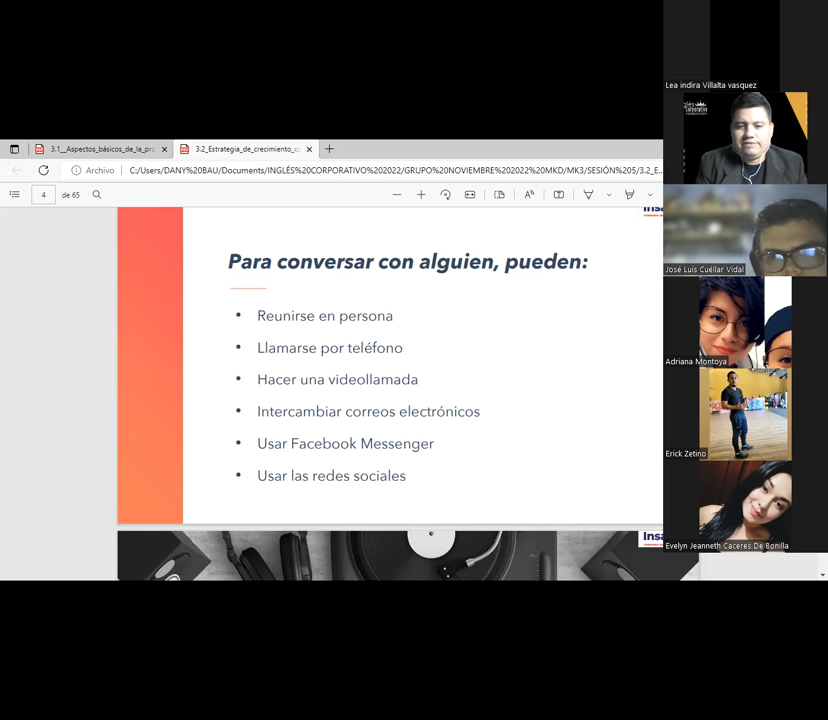 Lea indira Villalta vasquez
3.1__Aspectos_básicos_de_la_pro
3.2_Estrategia_de_crecimiento_co
Archivo
C:/Users/DANY%20BAU/Documents/INGLÉS%20CORPORATIVO%202022/GRUPO%20NOVIEMBRE%202022%20MKD/MK3/SESIÓN%205/3.2_E...
4 de 65
Para conversar con alguien, pueden:
• Reunirse en persona
• Llamarse por teléfono
• Hacer una videollamada
• Intercambiar correos electrónicos
• Usar Facebook Messenger
• Usar las redes sociales
José Luis Cuéllar Vidal
Adriana Montoya
Erick Zetino
Evelyn Jeanneth Caceres De Bonilla